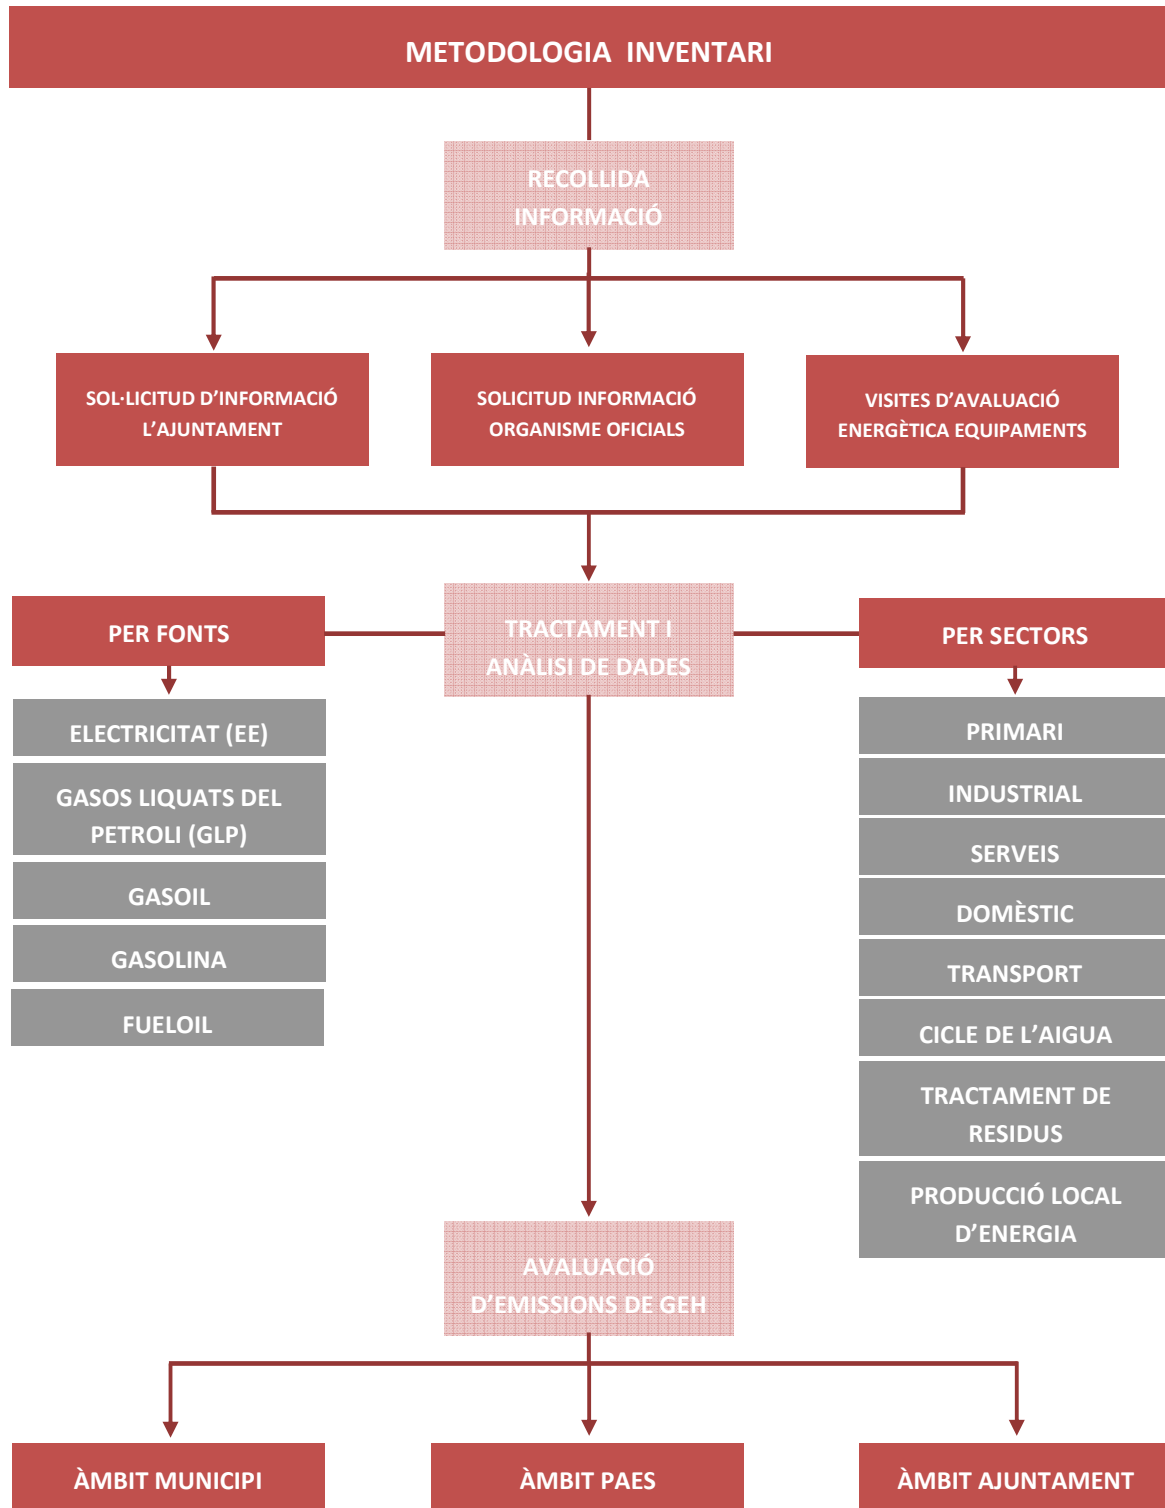 METODOLOGIA INVENTARI
RECOLLIDA
INFORMACIÓ
SOL·LICITUD D'INFORMACIÓ
L'AJUNTAMENT
SOLICITUD INFORMACIÓ
ORGANISME OFICIALS
VISITES D'AVALUACIÓ
ENERGÈTICA EQUIPAMENTS
PER FONTS
TRACTAMENT I
ANÀLISI DE DADES
PER SECTORS
ELECTRICITAT (EE)
GASOS LIQUATS DEL
PETROLI (GLP)
GASOIL
GASOLINA
FUELOIL
PRIMARI
INDUSTRIAL
SERVEIS
DOMÈSTIC
TRANSPORT
CICLE DE L'AIGUA
TRACTAMENT DE
RESIDUS
PRODUCCIÓ LOCAL
D'ENERGIA
AVALUACIÓ
D'EMISSIONS DE GEH
ÀMBIT MUNICIPI
ÀMBIT PAES
ÀMBIT AJUNTAMENT